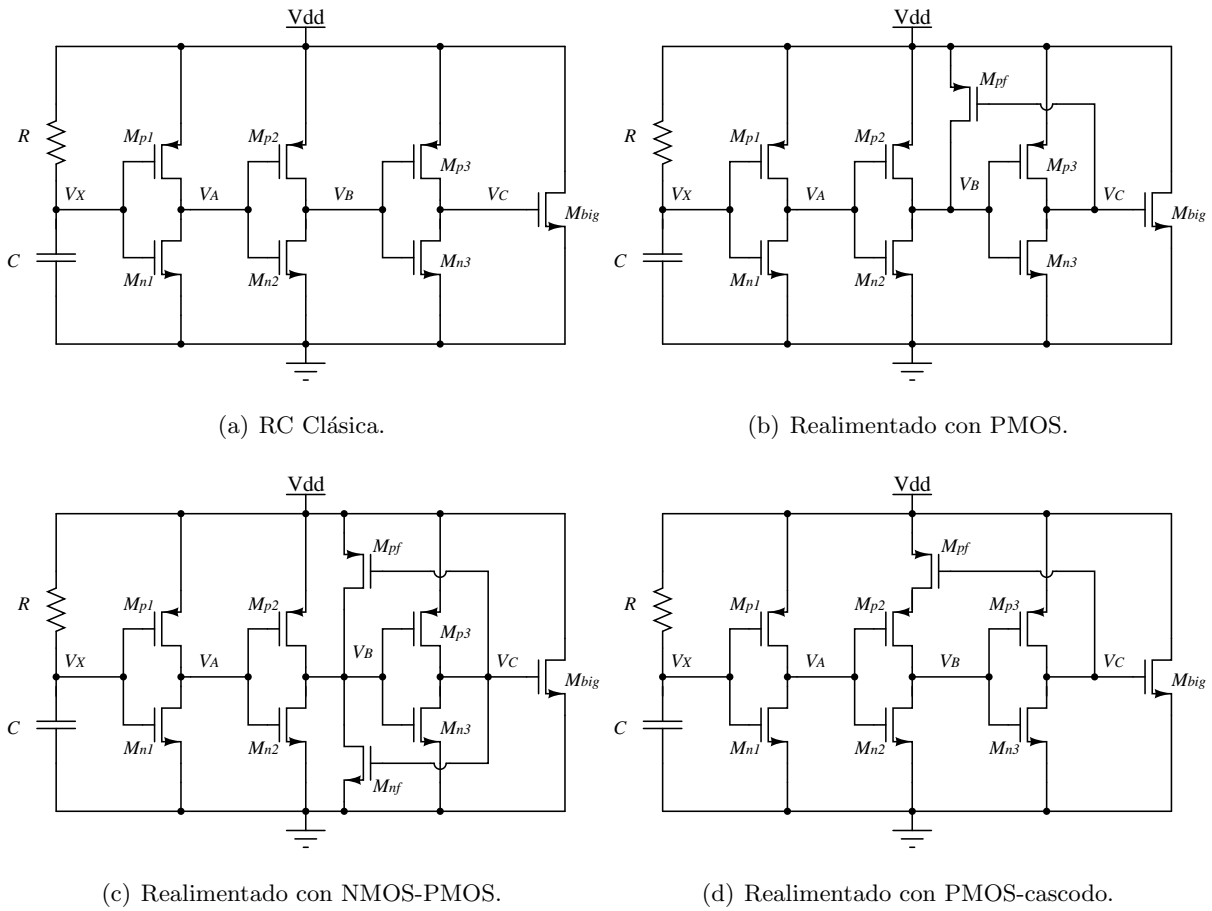 Vdd
R
Mp1
Mp2
Mp3
VX
VA
VB
VC
Mbig
C
Mn1
Mn2
Mn3
(a) RC Clásica.
Vdd
Mpf
R
Mp1
Mp2
Mp3
VX
VA
VB
VC
Mbig
C
Mn1
Mn2
Mn3
(b) Realimentado con PMOS.
Vdd
Mpf
R
Mp1
Mp2
Mp3
VX
VA
VB
VC
Mbig
C
Mn1
Mn2
Mn3
Mnf
(c) Realimentado con NMOS-PMOS.
Vdd
Mpf
R
Mp1
Mp2
Mp3
VX
VA
VB
VC
Mbig
C
Mn1
Mn2
Mn3
(d) Realimentado con PMOS-cascodo.